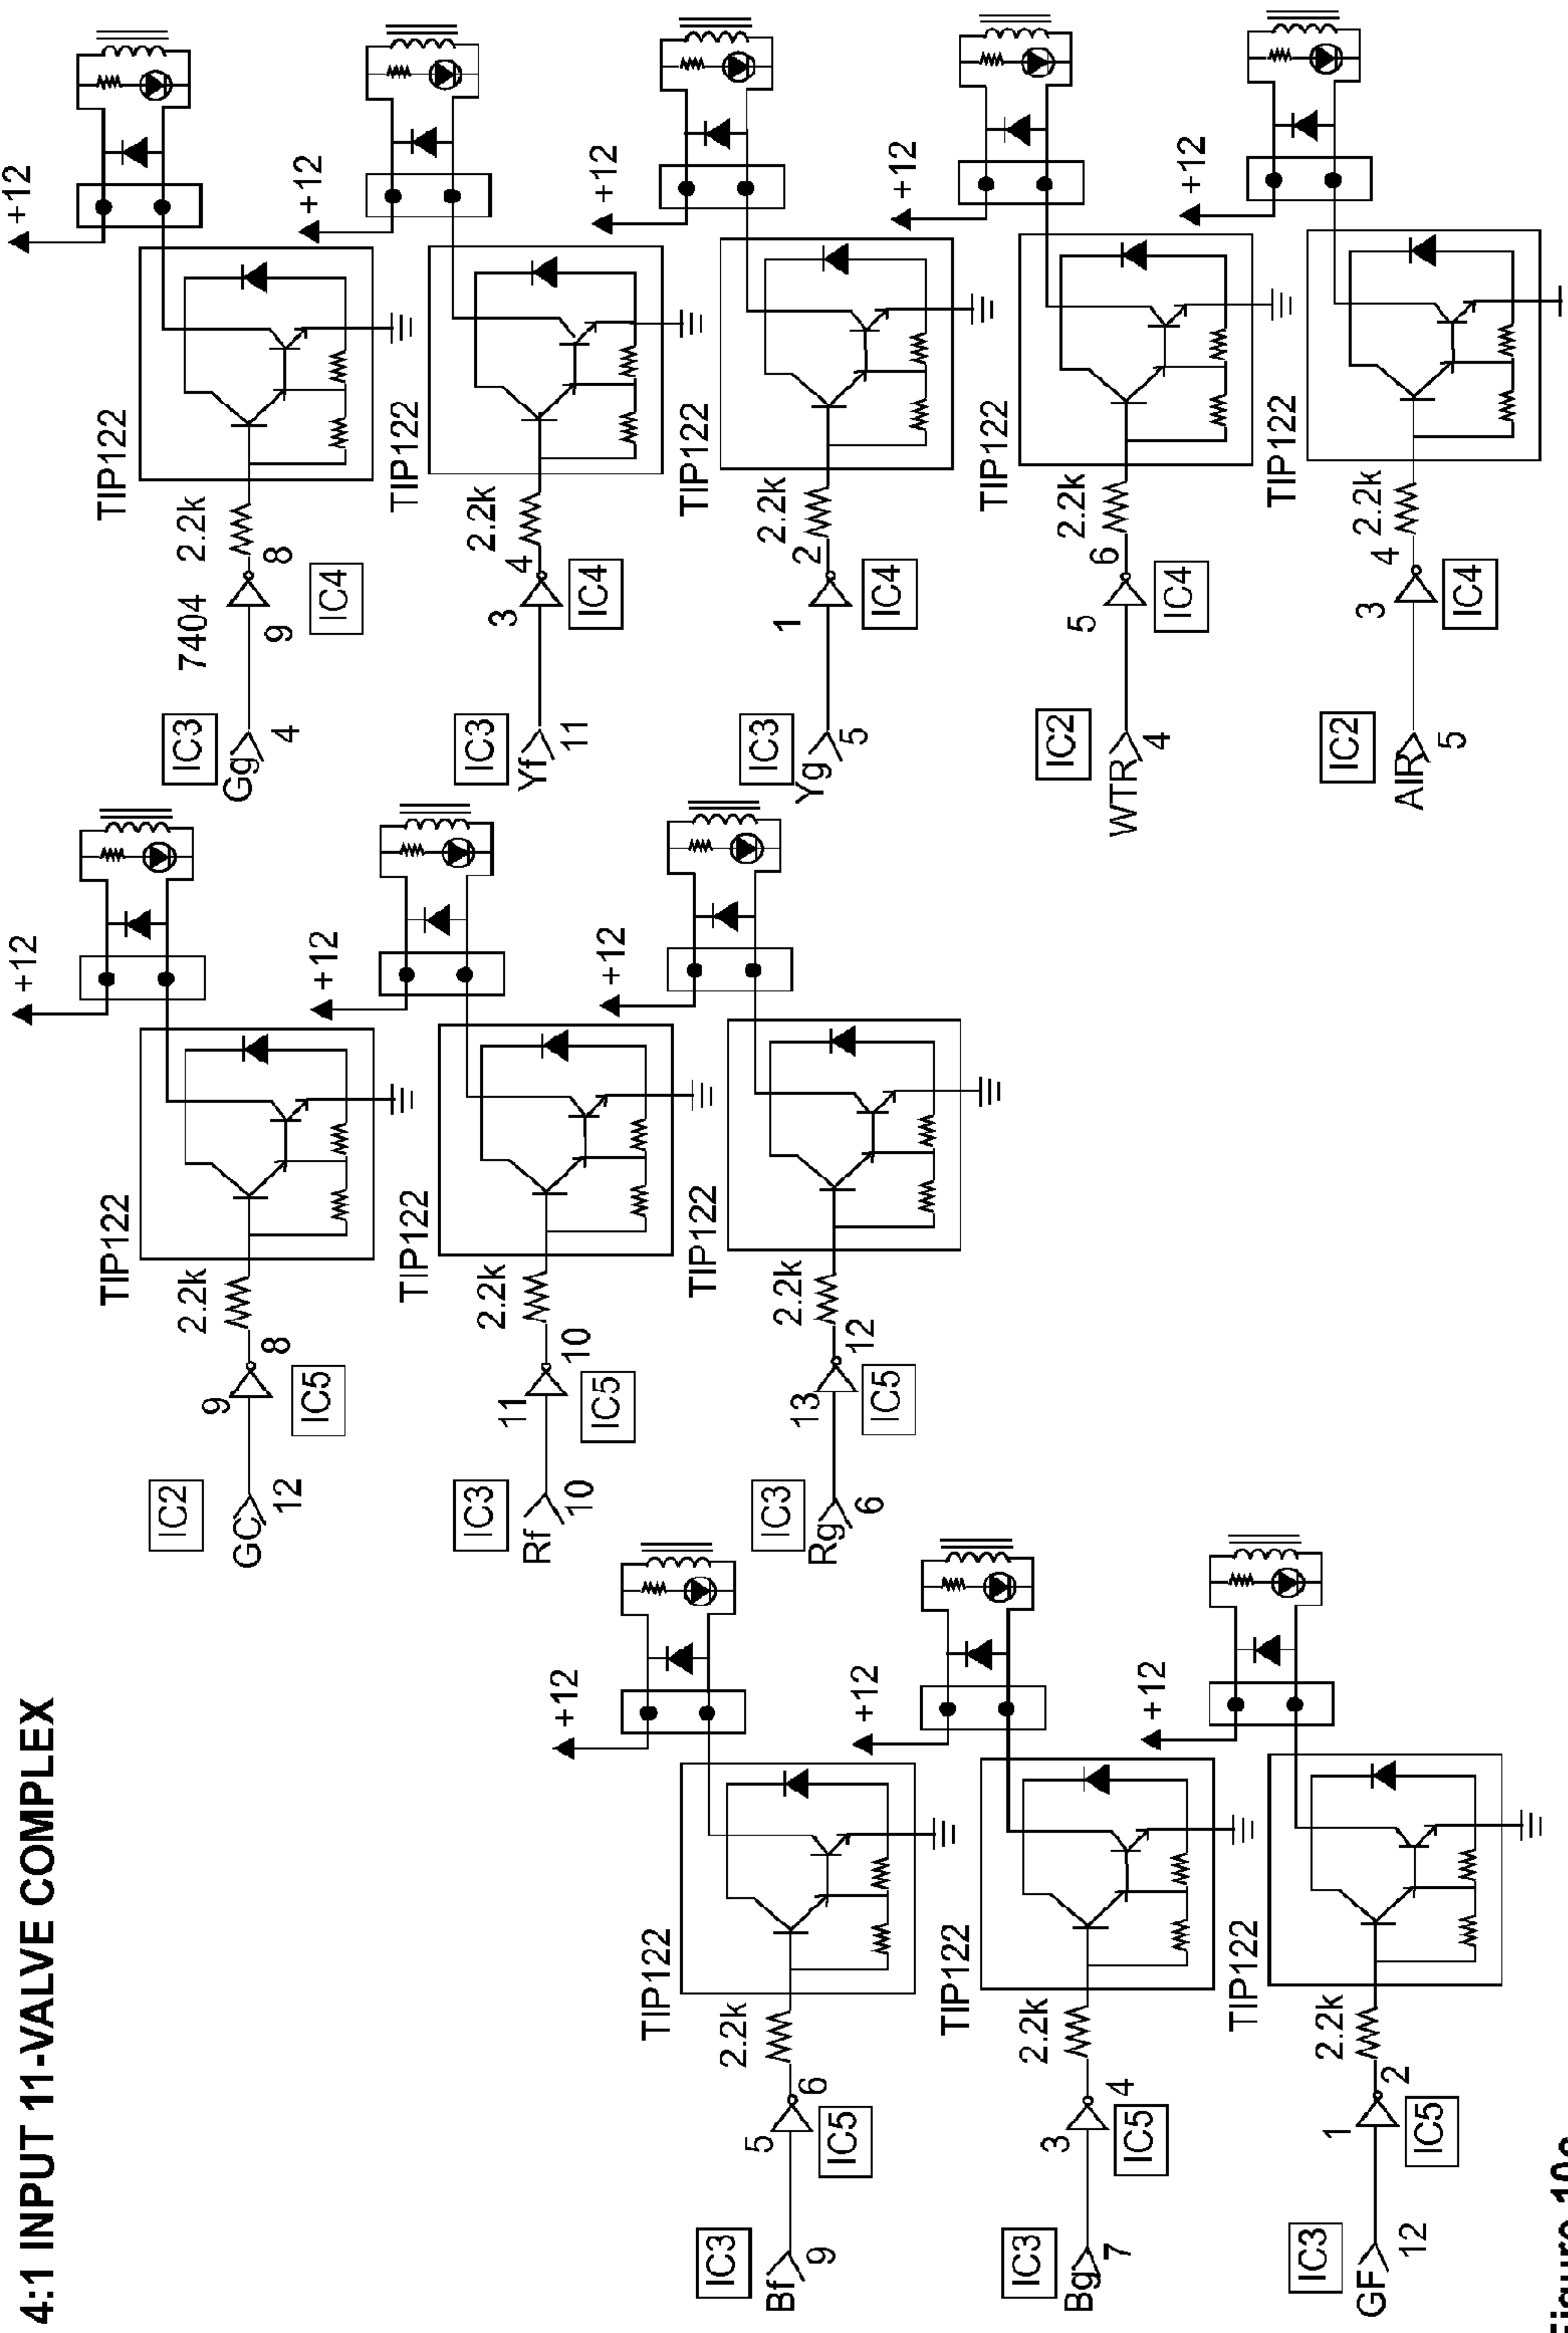 4:1 INPUT 11-VALVE COMPLEX
IC3
Bf
9
5
6
IC5
2.2k
TIP122
+12
IC3
Bg
7
3
4
IC5
2.2k
TIP122
+12
IC3
GF
12
1
2
IC5
2.2k
TIP122
+12
IC2
GC
12
9
8
IC5
2.2k
TIP122
+12
IC3
Rf
10
11
10
IC5
2.2k
TIP122
+12
IC3
Rg
6
13
12
IC5
2.2k
TIP122
+12
IC3
Gg
4
7404
9
8
IC4
2.2k
TIP122
+12
IC3
Yf
11
3
4
IC4
2.2k
TIP122
+12
IC3
Yg
5
1
2
IC4
2.2k
TIP122
+12
IC2
WTR
4
5
6
IC4
2.2k
TIP122
+12
IC2
AIR
5
3
4
IC4
2.2k
TIP122
+12
Figure